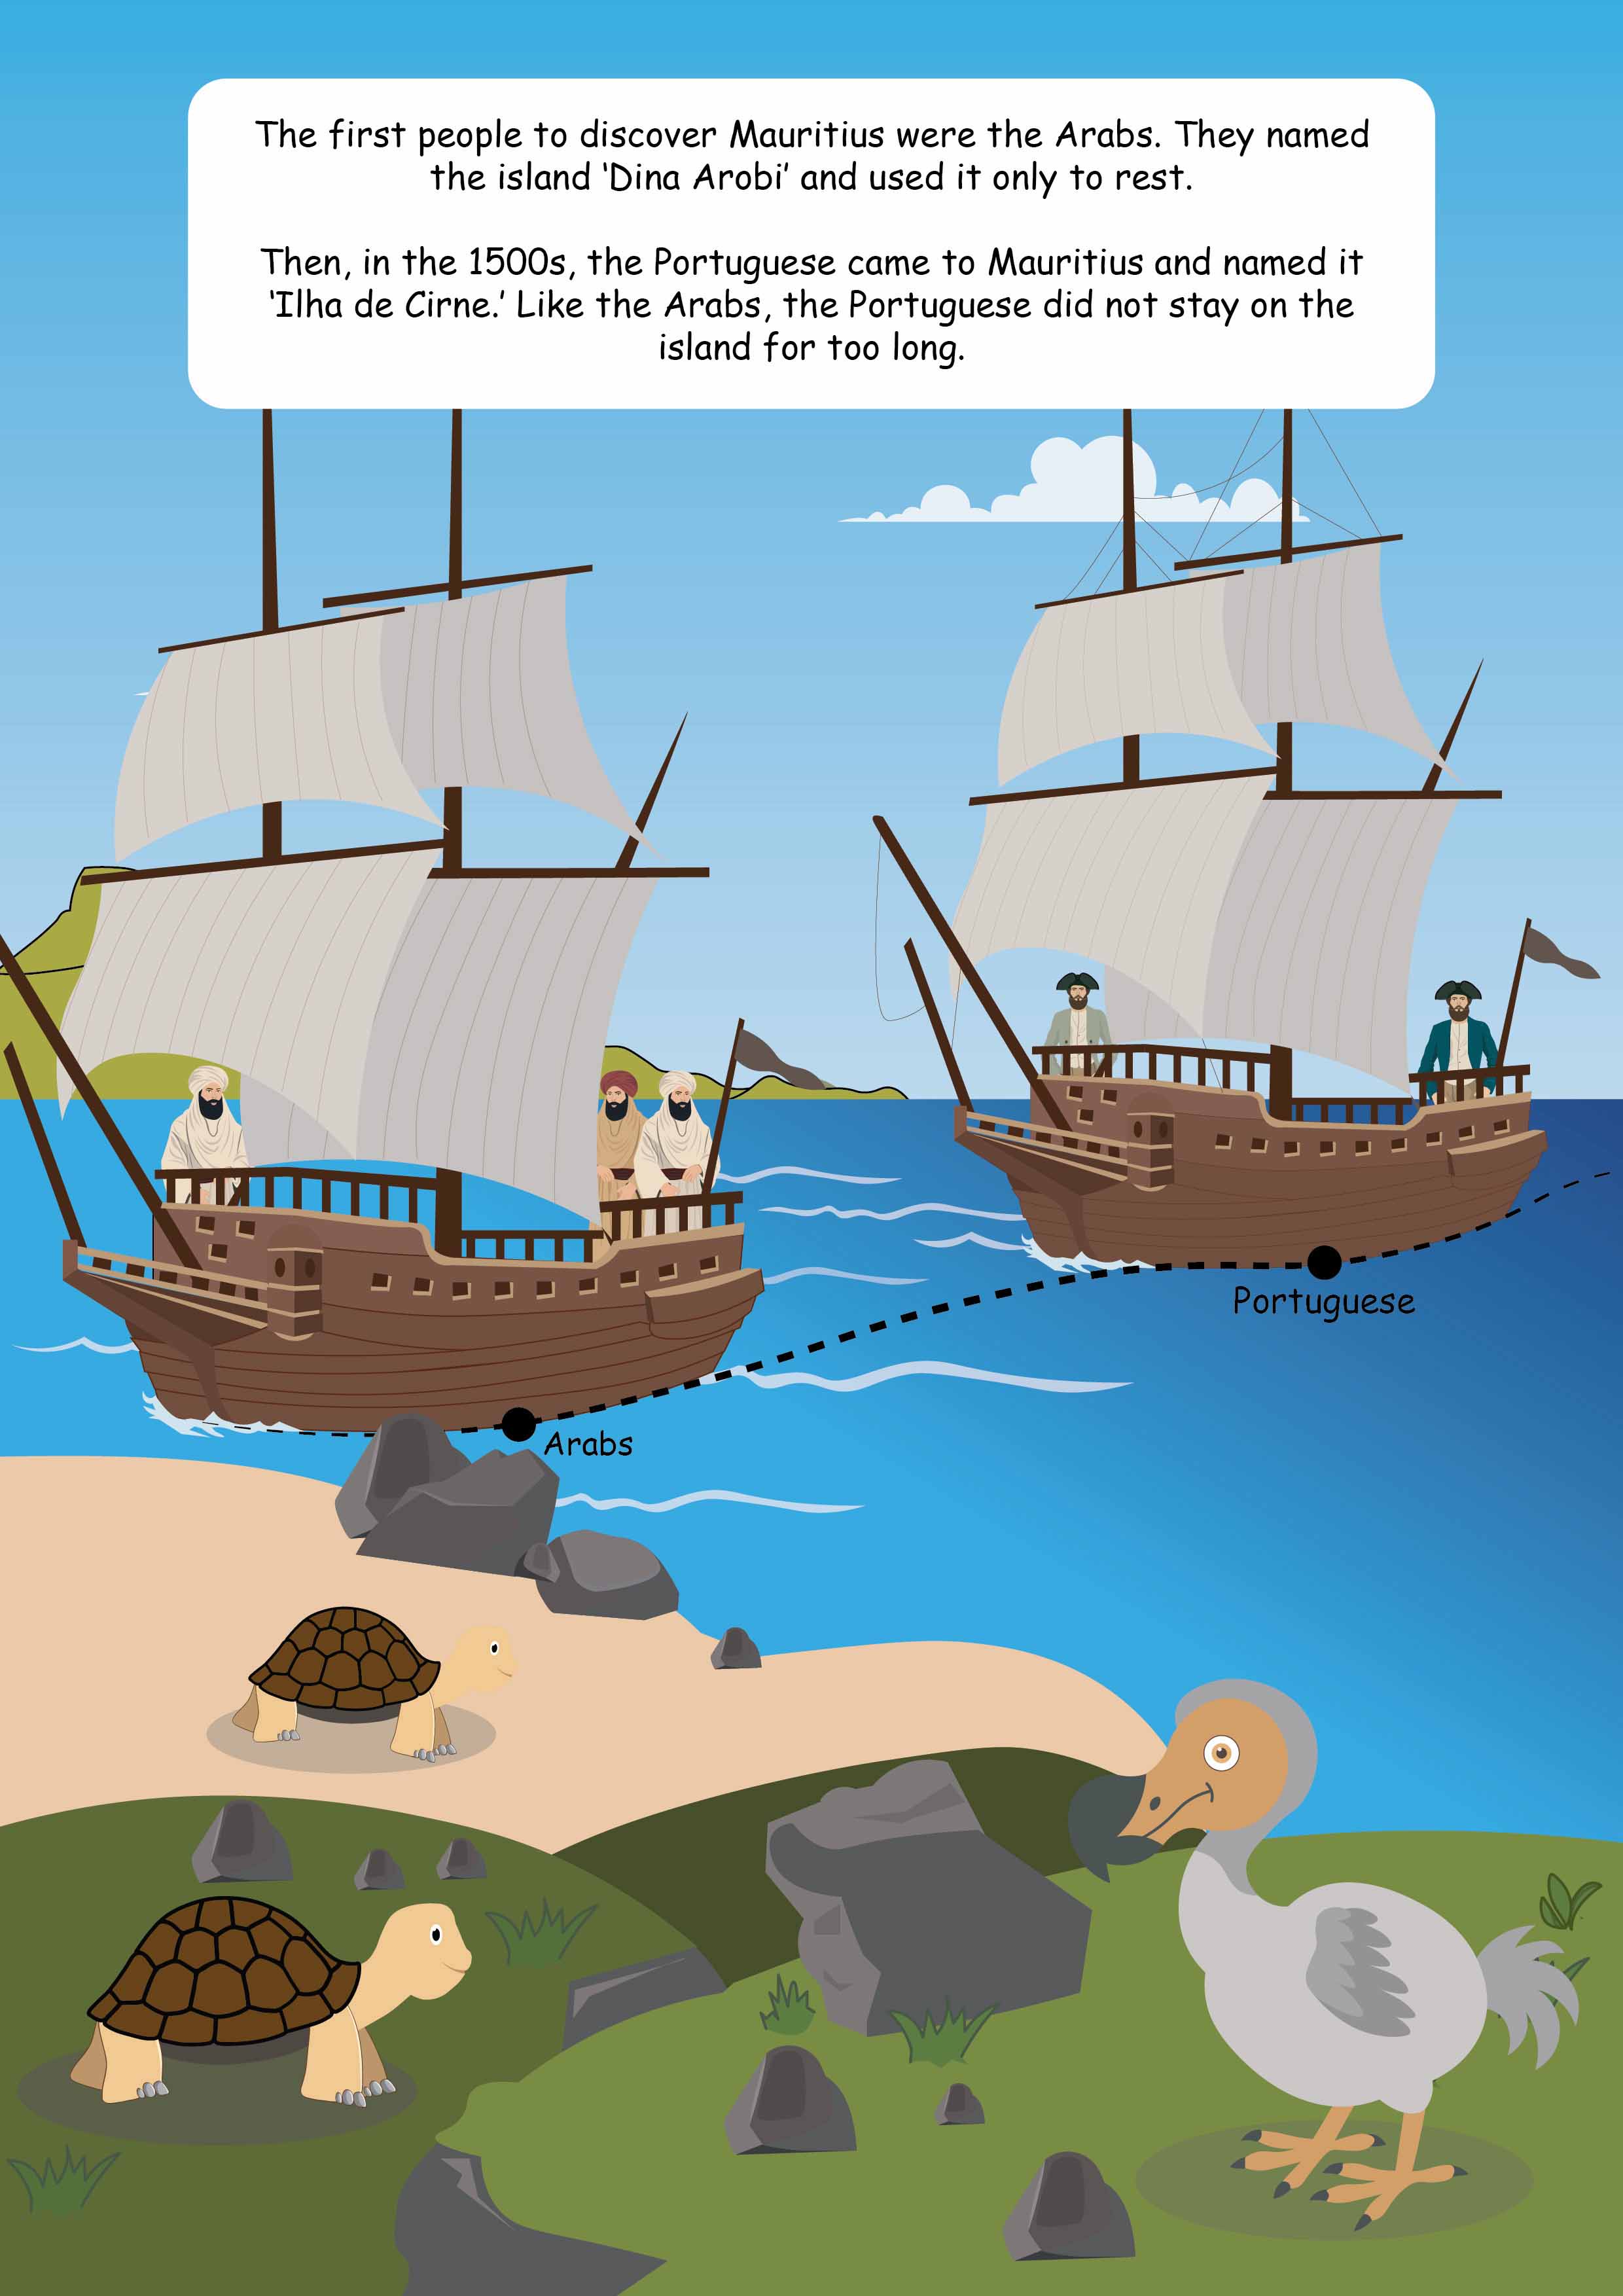 The first people to discover Mauritius were the Arabs. They named
the island ‘Dina Arobi’ and used it only to rest.
Then, in the 1500s, the Portuguese came to Mauritius and named it
‘Ilha de Cirne.’ Like the Arabs, the Portuguese did not stay on the
island for too long.
Portuguese
Arabs